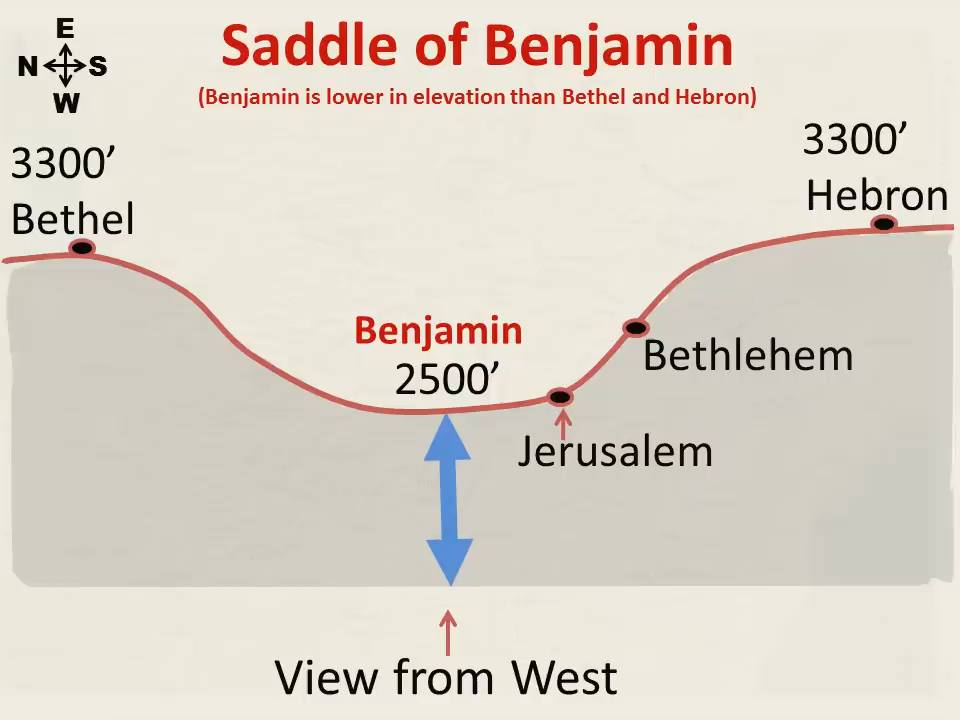 E
N S
W
Saddle of Benjamin
(Benjamin is lower in elevation than Bethel and Hebron)
3300’
Bethel
3300’
Hebron
Benjamin
2500’
Bethlehem
Jerusalem
View from West